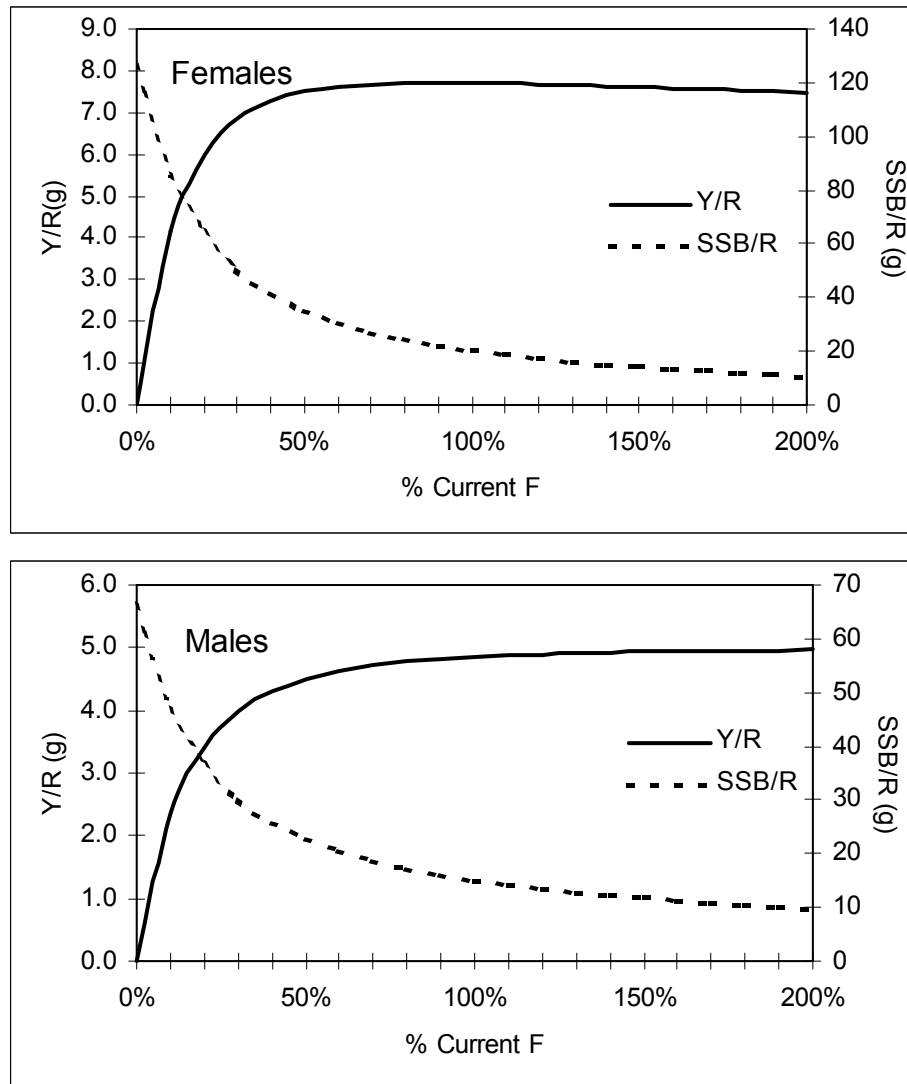 Females
Y/R(g)
9.0
8.0
7.0
6.0
5.0
4.0
3.0
2.0
1.0
0.0
140
120
100
80
60
40
20
0
SSB/R (g)
Y/R
SSB/R
0% 50% 100% 150% 200%
% Current F
Males
Y/R (g)
6.0
5.0
4.0
3.0
2.0
1.0
0.0
70
60
50
40
30
20
10
0
SSB/R (g)
Y/R
SSB/R
0% 50% 100% 150% 200%
% Current F